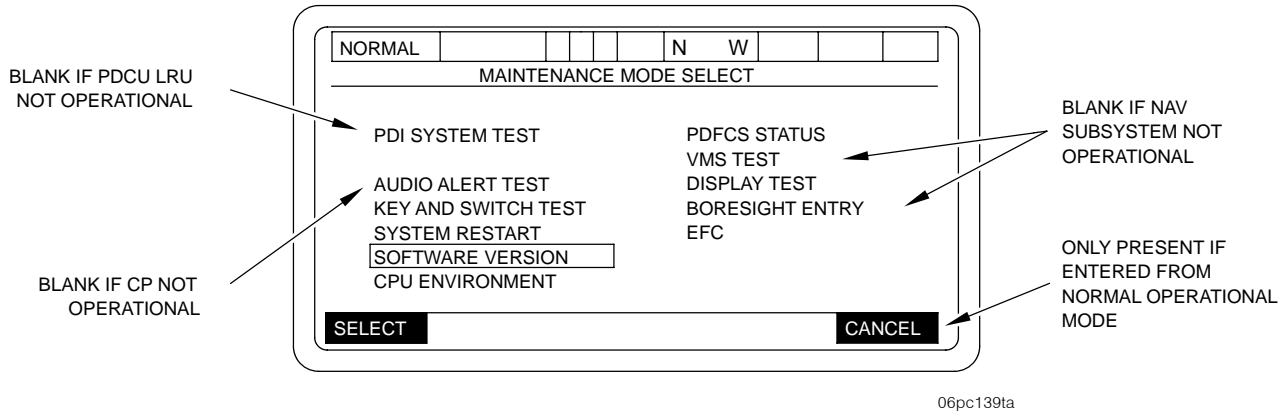 NORMAL N W
MAINTENANCE MODE SELECT
BLANK IF PDCU LRU
NOT OPERATIONAL
PDI SYSTEM TEST
AUDIO ALERT TEST
KEY AND SWITCH TEST
SYSTEM RESTART
SOFTWARE VERSION
CPU ENVIRONMENT
PDFCS STATUS
VMS TEST
DISPLAY TEST
BORESIGHT ENTRY
EFC
BLANK IF NAV
SUBSYSTEM NOT
OPERATIONAL
BLANK IF CP NOT
OPERATIONAL
ONLY PRESENT IF
ENTERED FROM
NORMAL OPERATIONAL
MODE
SELECT CANCEL
06pc139ta